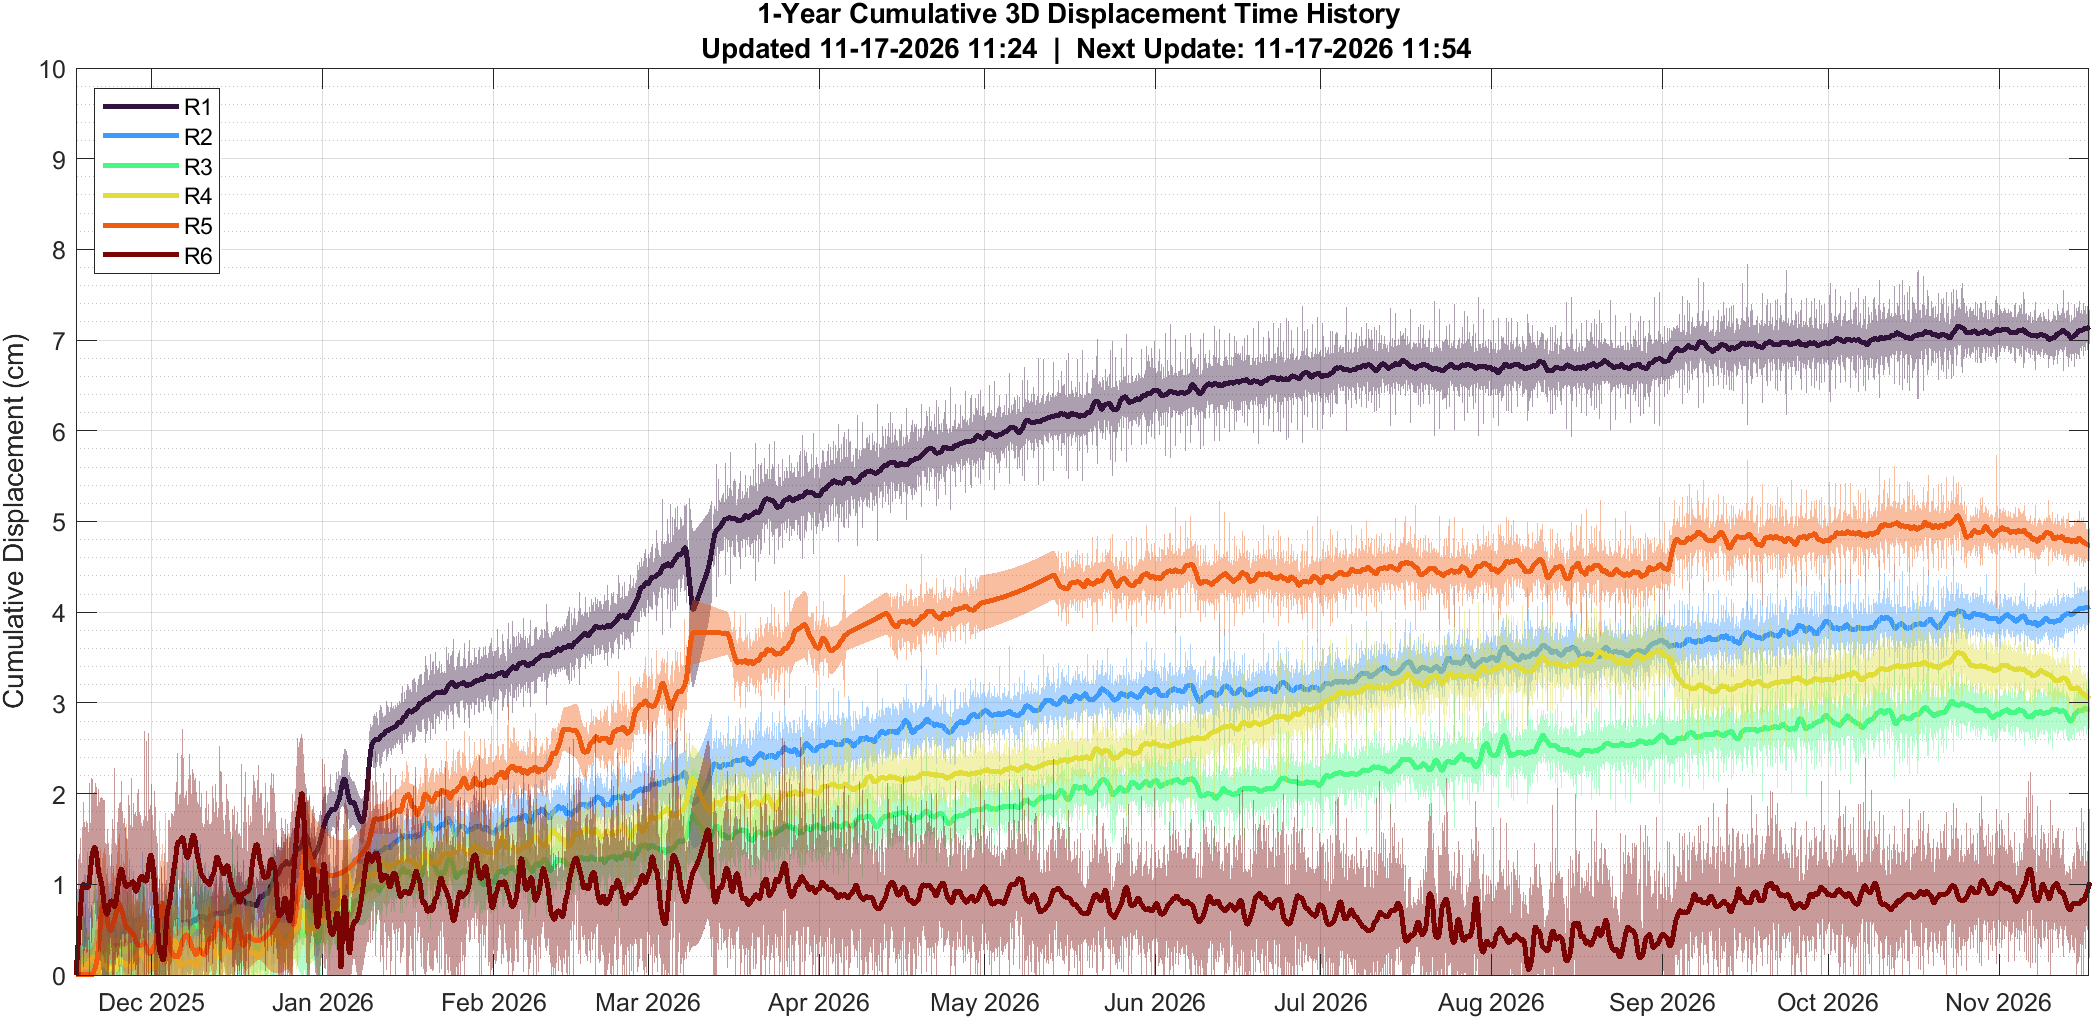 1-Year Cumulative 3D Displacement Time History
Updated 11-17-2026 11:24 | Next Update: 11-17-2026 11:54
10
9
8
7
6
5
4
3
2
1
0
Cumulative Displacement (cm)
R1
R2
R3
R4
R5
R6
Dec 2025 Jan 2026 Feb 2026 Mar 2026 Apr 2026 May 2026 Jun 2026 Jul 2026 Aug 2026 Sep 2026 Oct 2026 Nov 2026